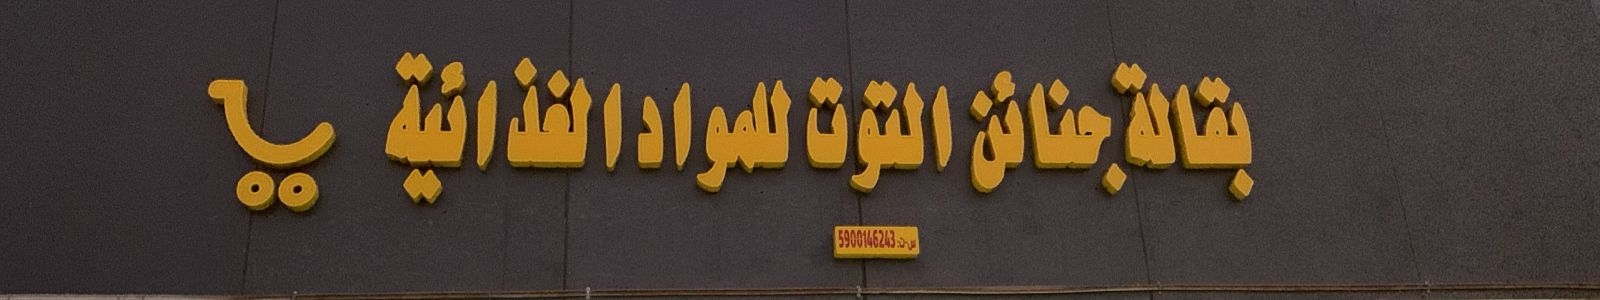 بقالة جنائن التوت للمواد الغذائية
س.ت: 5900146243